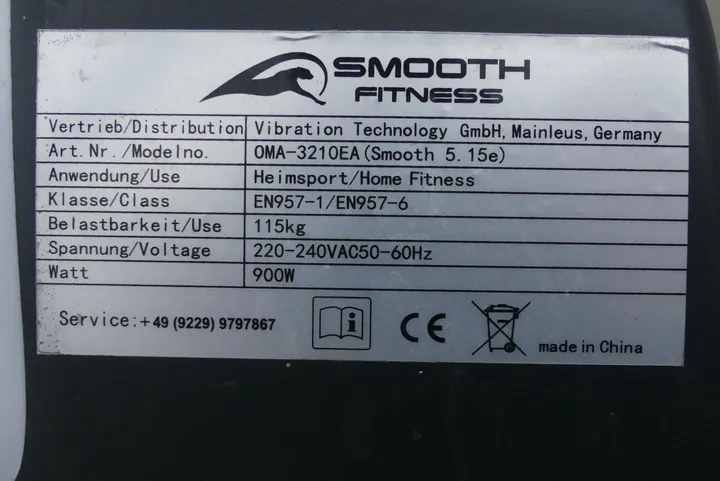 SMOOTH
FITNESS
Vertrieb/Distribution Vibration Technology GmbH, Mainleus, Germany
Art.Nr./Modelno. OMA-3210EA(Smooth 5.15e)
Anwendung/Use Heimsport/Home Fitness
Klasse/Class EN957-1/EN957-6
Belastbarkeit/Use 115kg
Spannung/Voltage 220-240VAC50-60Hz
Watt 900W
Service:+49 (9229) 9797867 i CE made in China